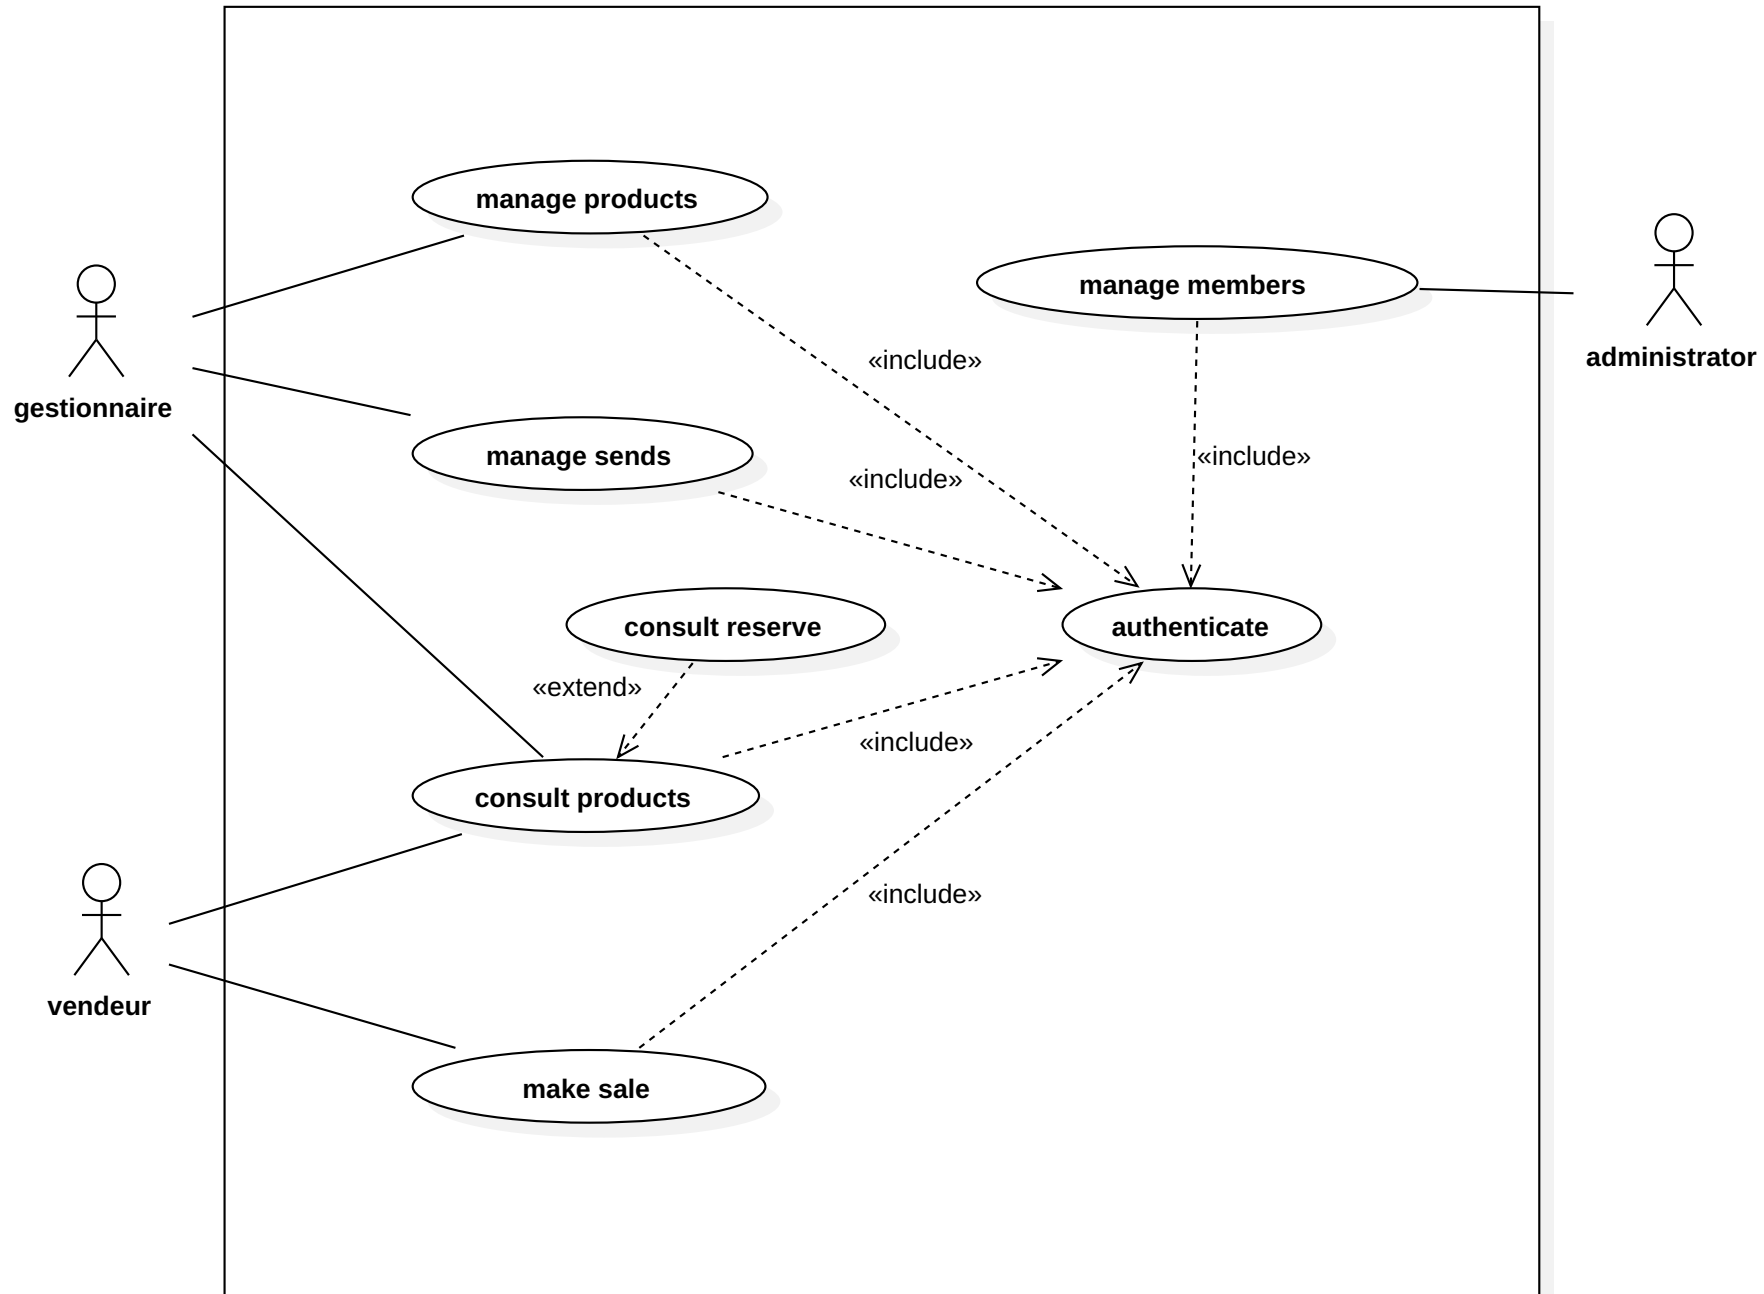 manage products
manage members
«include»
administrator
gestionnaire
manage sends
«include»
«include»
consult reserve
authenticate
«extend»
«include»
consult products
«include»
vendeur
make sale